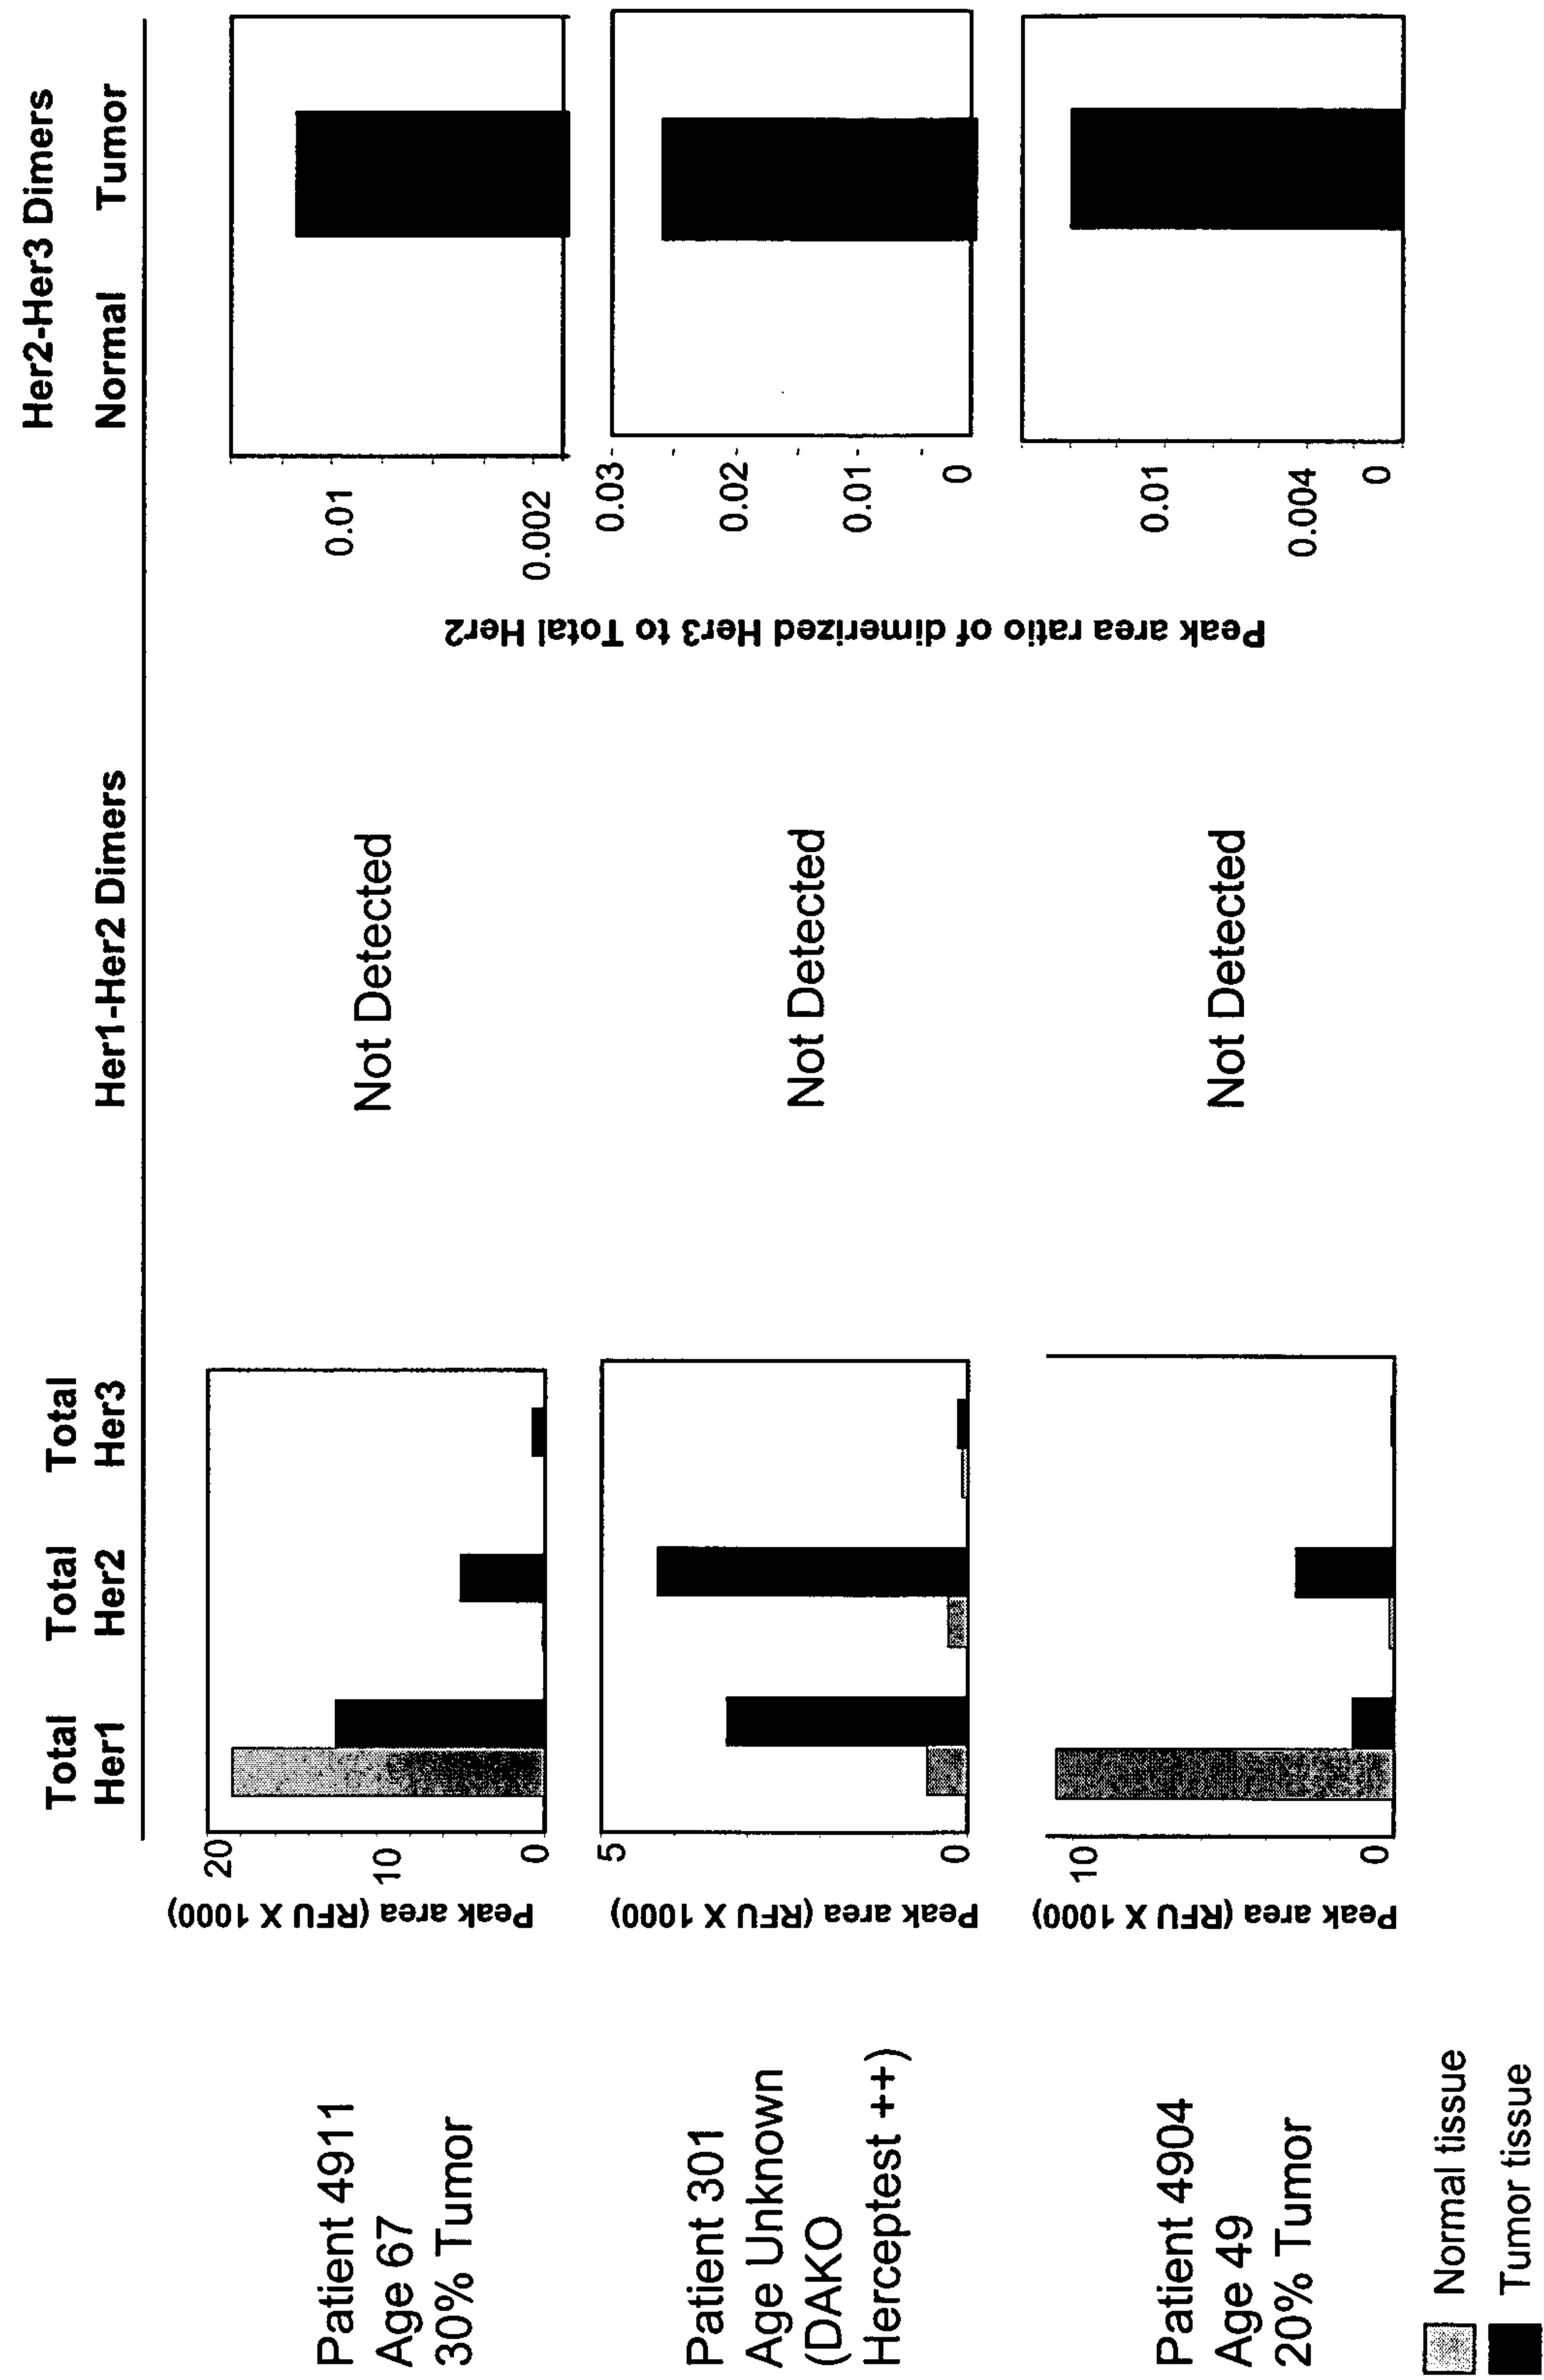 Her2-Her3 Dimers
Total Total Total
Her1 Her2 Her3
Her1-Her2 Dimers
Normal Tumor
Patient 4911
Age 67
30% Tumor
Peak area (RFU X 1000)
20
10
0
Not Detected
0.01
0.002
Patient 301
Age Unknown
(DAKO
Herceptest ++)
Peak area (RFU X 1000)
5
0
Not Detected
Peak area ratio of dimerized Her3 to Total Her2
0.03
0.02
0.01
0
Patient 4904
Age 49
20% Tumor
Peak area (RFU X 1000)
10
0
Not Detected
0.01
0.004
0
Normal tissue
Tumor tissue